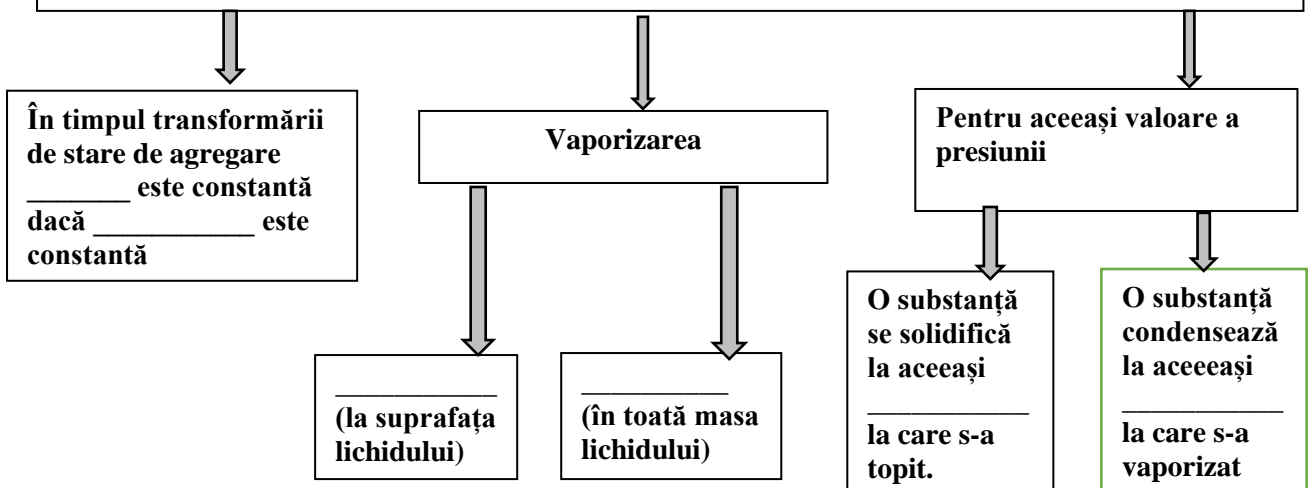 În timpul transformării
de stare de agregare
_______ este constantă
dacă ___________ este
constantă
Vaporizarea
Pentru aceeași valoare a
presiunii
___________
(la suprafața
lichidului)
__________
(în toată masa
lichidului)
O substanță
se solidifică
la aceeași
___________
la care s-a
topit.
O substanță
condensează
la aceeeași
___________
la care s-a
vaporizat